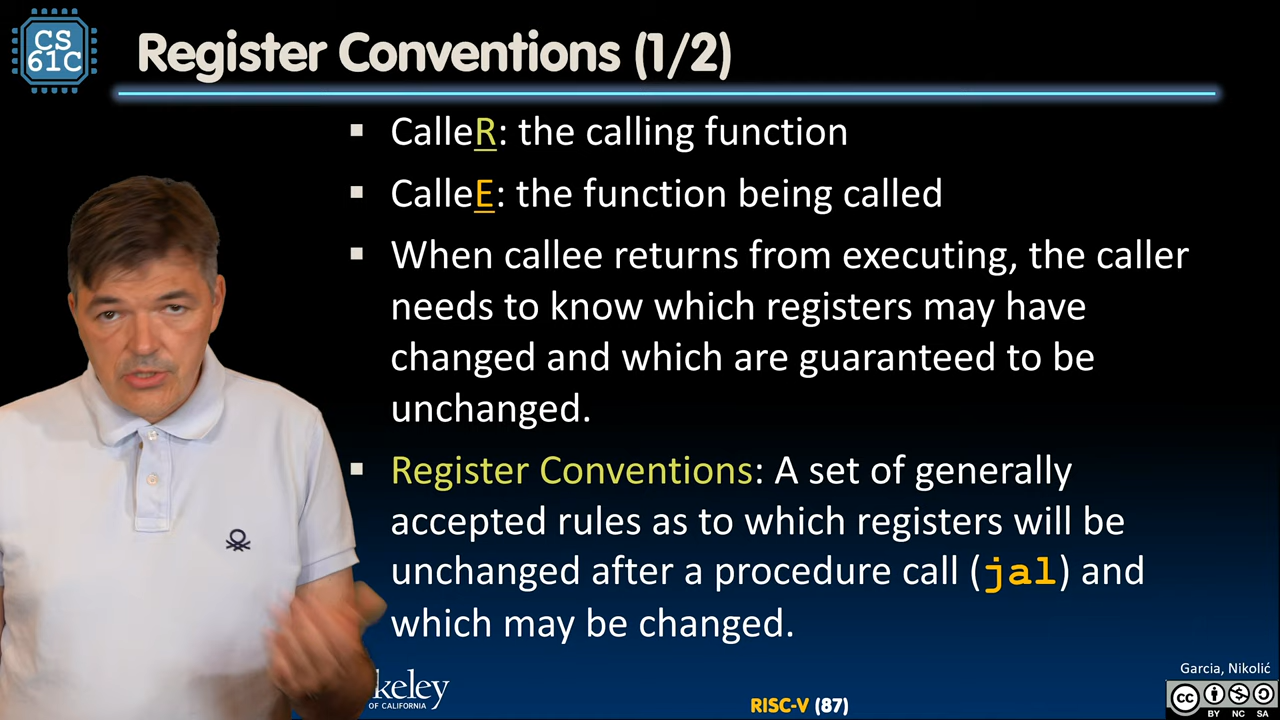 CS
61C
Register Conventions (1/2)
▪ CalleR: the calling function
▪ CalleE: the function being called
▪ When callee returns from executing, the caller
needs to know which registers may have
changed and which are guaranteed to be
unchanged.
▪ Register Conventions: A set of generally
accepted rules as to which registers will be
unchanged after a procedure call (jal) and
which may be changed.
OF CALIFORNIA
RISC-V (87)
Garcia, Nikolić
CC
BY NC SA